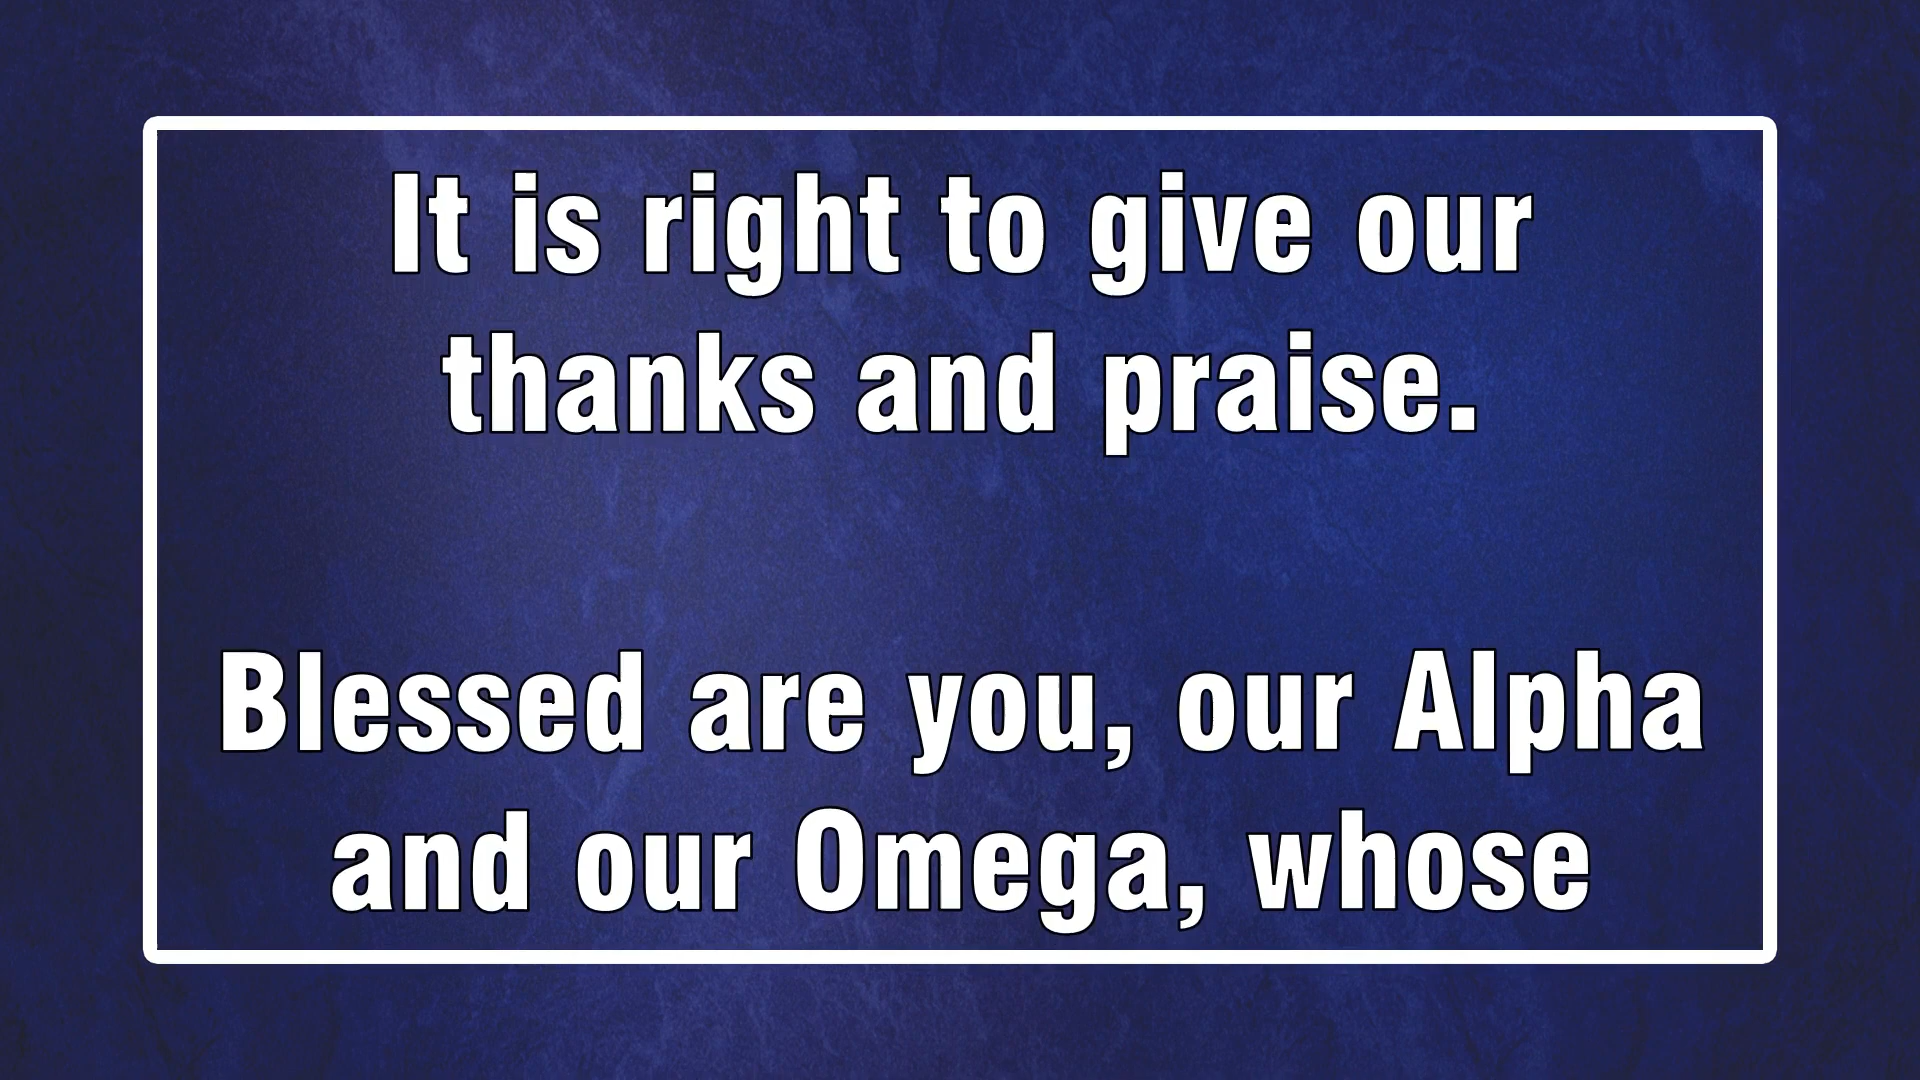 It is right to give our
thanks and praise.
Blessed are you, our Alpha
and our Omega, whose